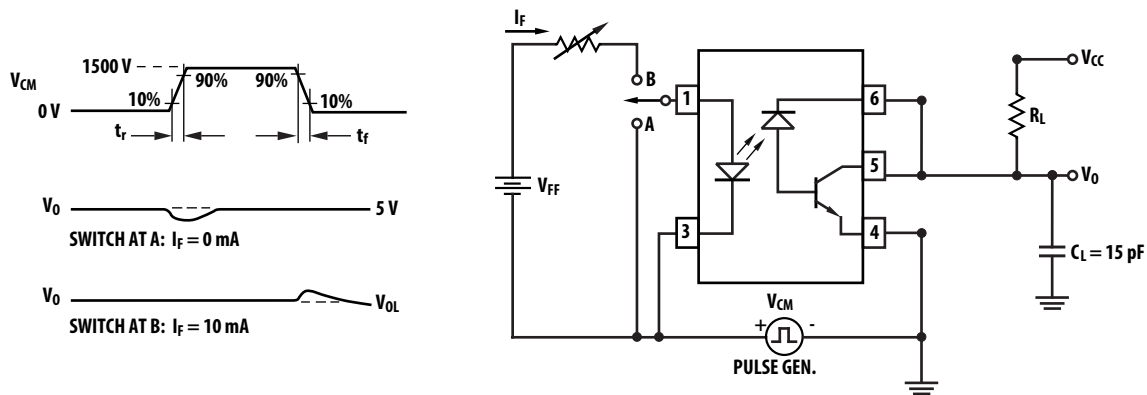 V_CM
1500 V
0 V
10%
90%
90%
10%
t_r
t_f
V_O
5 V
SWITCH AT A: I_F = 0 mA
V_O
V_OL
SWITCH AT B: I_F = 10 mA
I_F
B
A
V_FF
1
3
6
5
4
V_CC
R_L
V_O
C_L = 15 pF
V_CM
+
-
PULSE GEN.